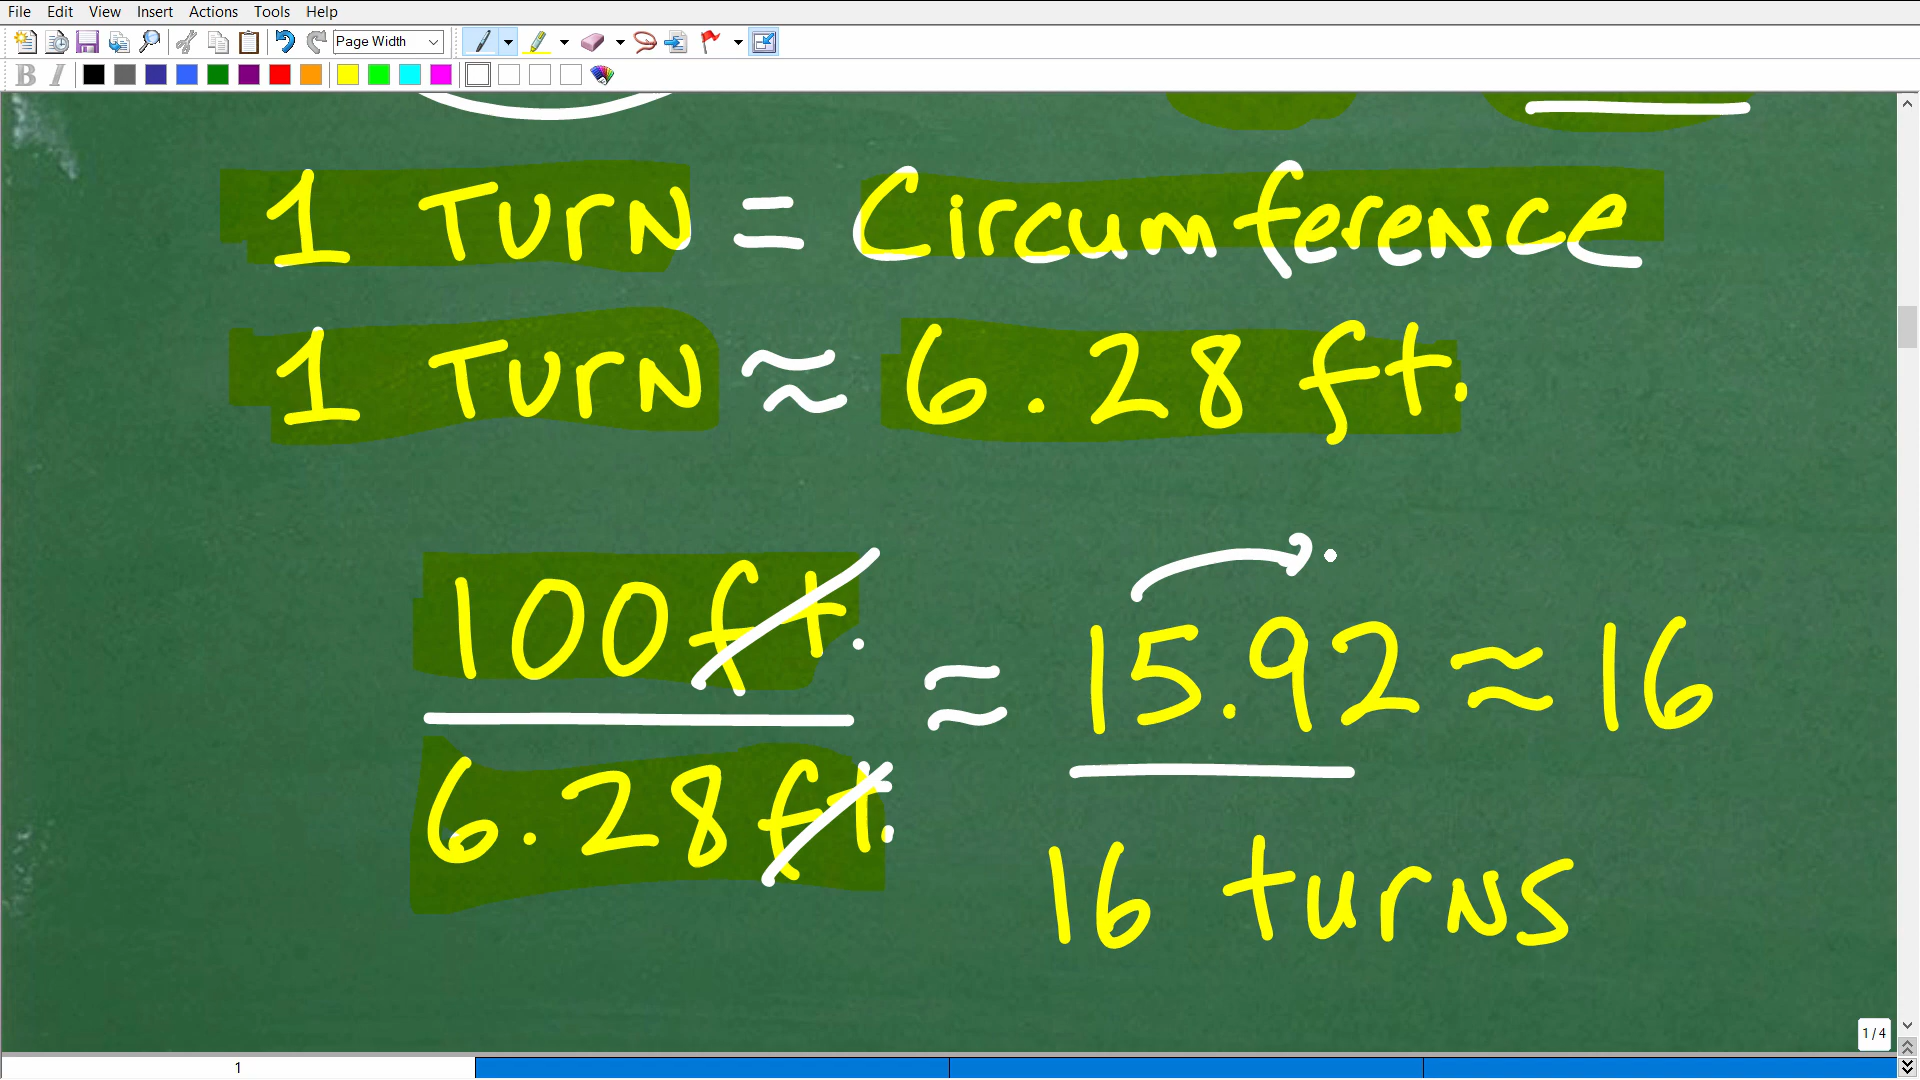 File Edit View Insert Actions Tools Help
Page Width
B I
1 Turn = Circumference
1 Turn ≈ 6.28 ft.
100 ft. ≈ 15.92 ≈ 16
6.28 ft.
16 turns
1 / 4
1